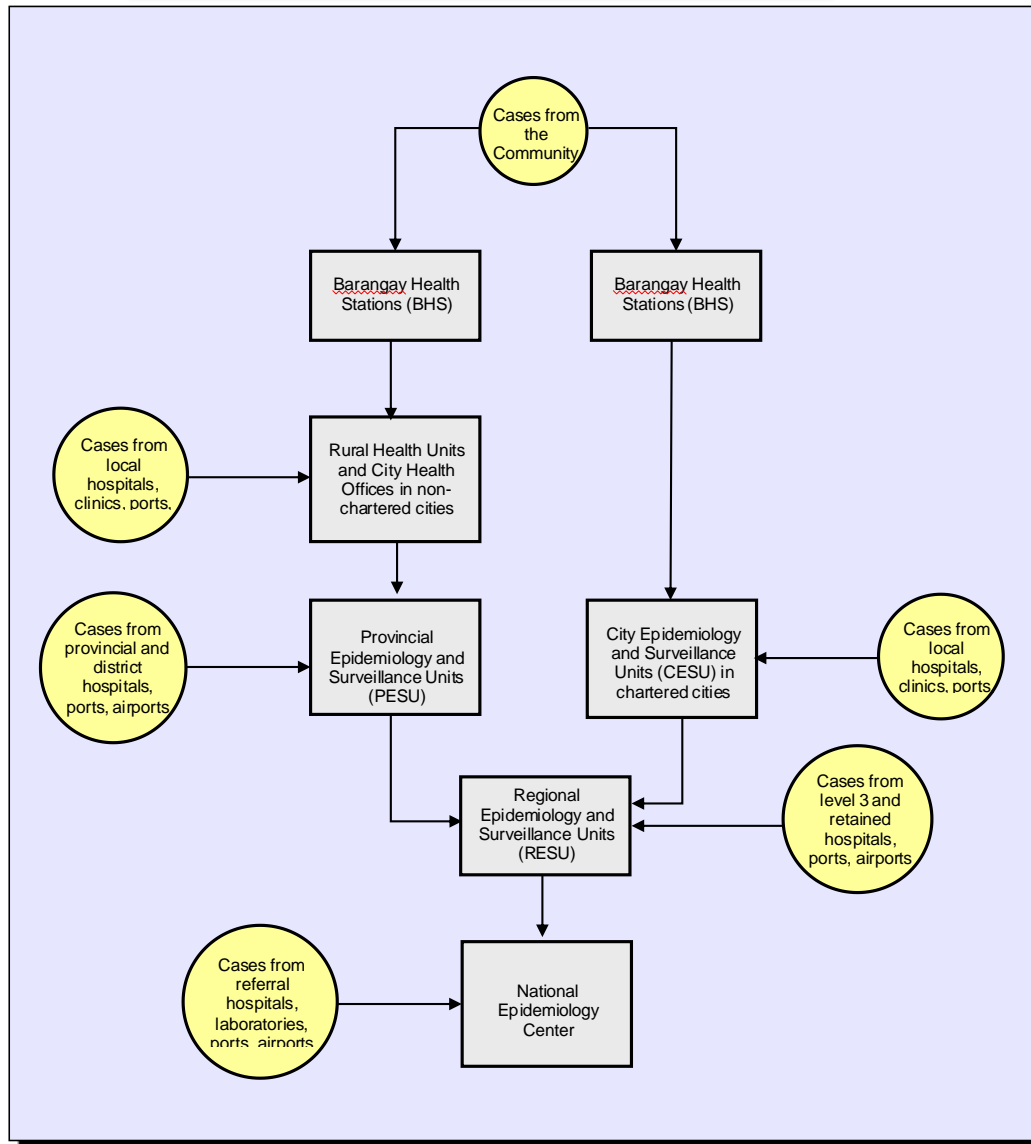 Cases from
the
Community
Barangay Health
Stations (BHS)
Barangay Health
Stations (BHS)
Cases from
local
hospitals,
clinics, ports,
Rural Health Units
and City Health
Offices in non-
chartered cities
Cases from
provincial and
district
hospitals,
ports, airports
Provincial
Epidemiology and
Surveillance Units
(PESU)
City Epidemiology
and Surveillance
Units (CESU) in
chartered cities
Cases from
local
hospitals,
clinics, ports
Regional
Epidemiology and
Surveillance Units
(RESU)
Cases from
level 3 and
retained
hospitals,
ports, airports
Cases from
referral
hospitals,
laboratories,
ports, airports
National
Epidemiology
Center